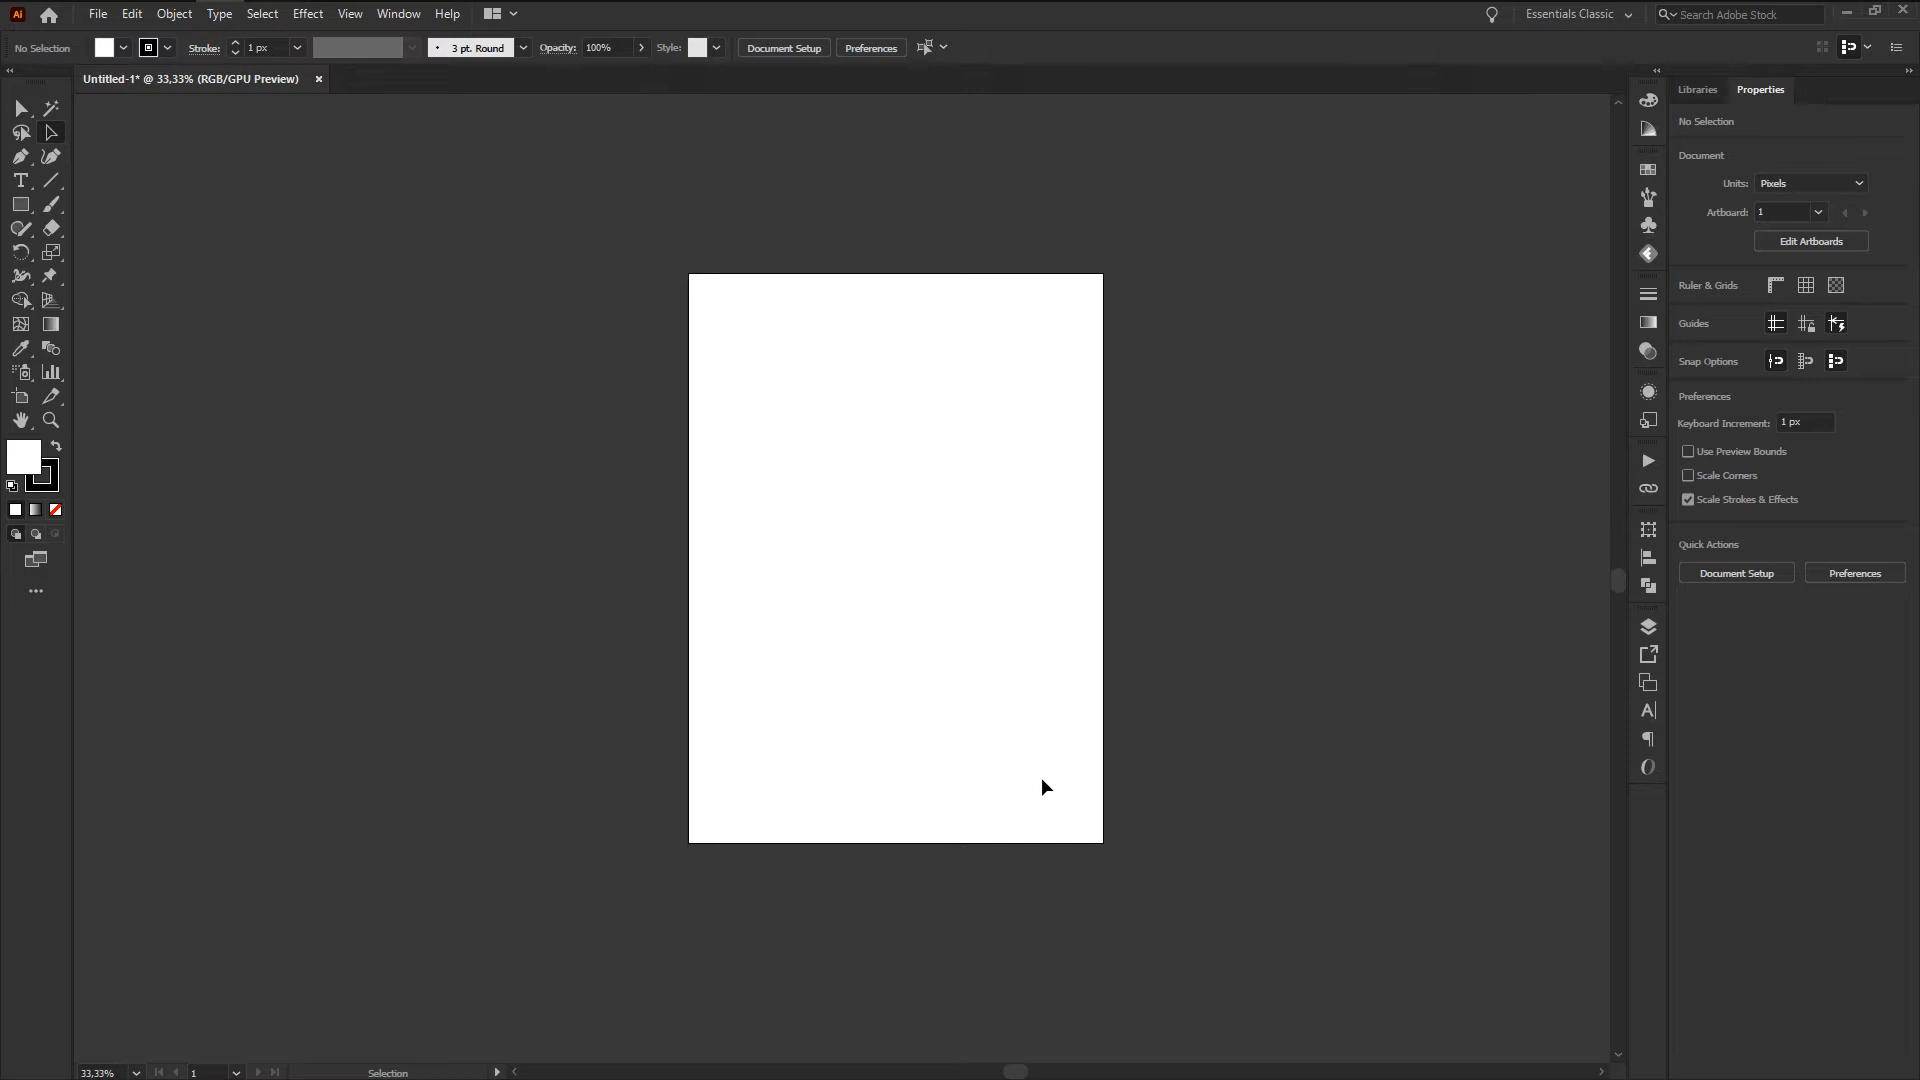 Ai File Edit Object Type Select Effect View Window Help Essentials Classic Search Adobe Stock
No Selection Stroke: 1 px 3 pt. Round Opacity: 100% Style: Document Setup Preferences
Untitled-1* @ 33,33% (RGB/GPU Preview)
Libraries Properties
No Selection
Document
Units: Pixels
Artboard: 1
Edit Artboards
Ruler & Grids
Guides
Snap Options
Preferences
Keyboard Increment: 1 px
Use Preview Bounds
Scale Corners
Scale Strokes & Effects
Quick Actions
Document Setup Preferences
33,33% 1 Selection